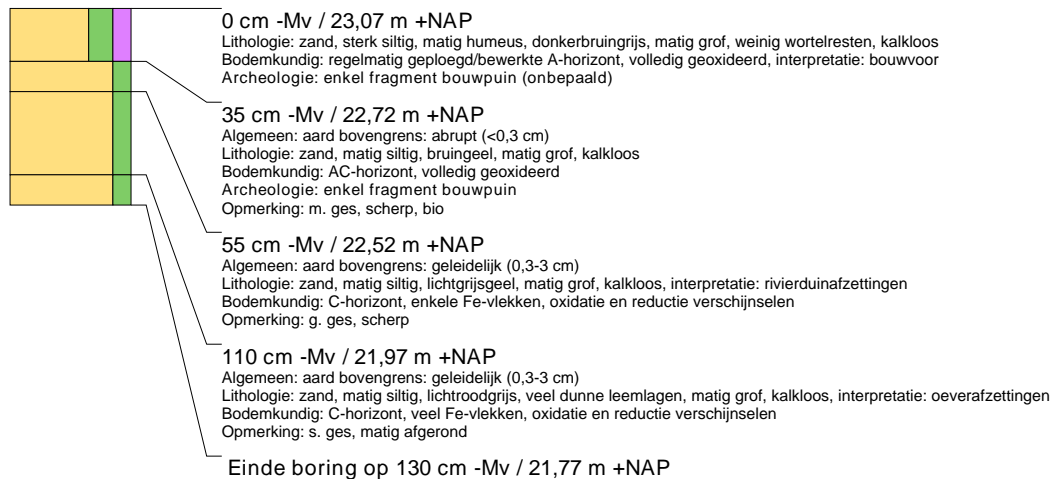 0 cm -Mv / 23,07 m +NAP
Lithologie: zand, sterk siltig, matig humeus, donkerbruingrijs, matig grof, weinig wortelresten, kalkloos
Bodemkundig: regelmatig geploegd/bewerkte A-horizont, volledig geoxideerd, interpretatie: bouwvoor
Archeologie: enkel fragment bouwpuin (onbepaald)
35 cm -Mv / 22,72 m +NAP
Algemeen: aard bovengrens: abrupt (<0,3 cm)
Lithologie: zand, matig siltig, bruingeel, matig grof, kalkloos
Bodemkundig: AC-horizont, volledig geoxideerd
Archeologie: enkel fragment bouwpuin
Opmerking: m. ges, scherp, bio
55 cm -Mv / 22,52 m +NAP
Algemeen: aard bovengrens: geleidelijk (0,3-3 cm)
Lithologie: zand, matig siltig, lichtgrijsgeel, matig grof, kalkloos, interpretatie: rivierduinafzettingen
Bodemkundig: C-horizont, enkele Fe-vlekken, oxidatie en reductie verschijnselen
Opmerking: g. ges, scherp
110 cm -Mv / 21,97 m +NAP
Algemeen: aard bovengrens: geleidelijk (0,3-3 cm)
Lithologie: zand, matig siltig, lichtroodgrijs, veel dunne leemlagen, matig grof, kalkloos, interpretatie: oeverafzettingen
Bodemkundig: C-horizont, veel Fe-vlekken, oxidatie en reductie verschijnselen
Opmerking: s. ges, matig afgerond
Einde boring op 130 cm -Mv / 21,77 m +NAP